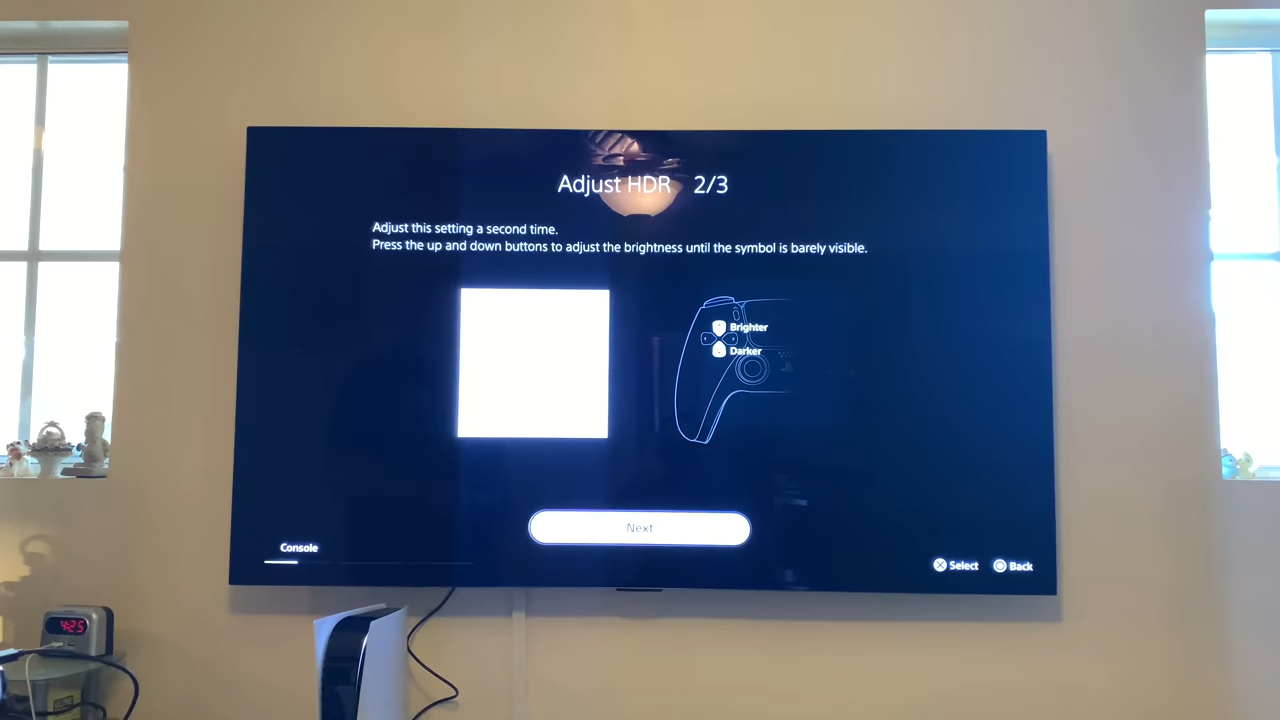 Adjust HDR 2/3
Adjust this setting a second time.
Press the up and down buttons to adjust the brightness until the symbol is barely visible.
Brighter
Darker
Next
Console
Select
Back
4:25